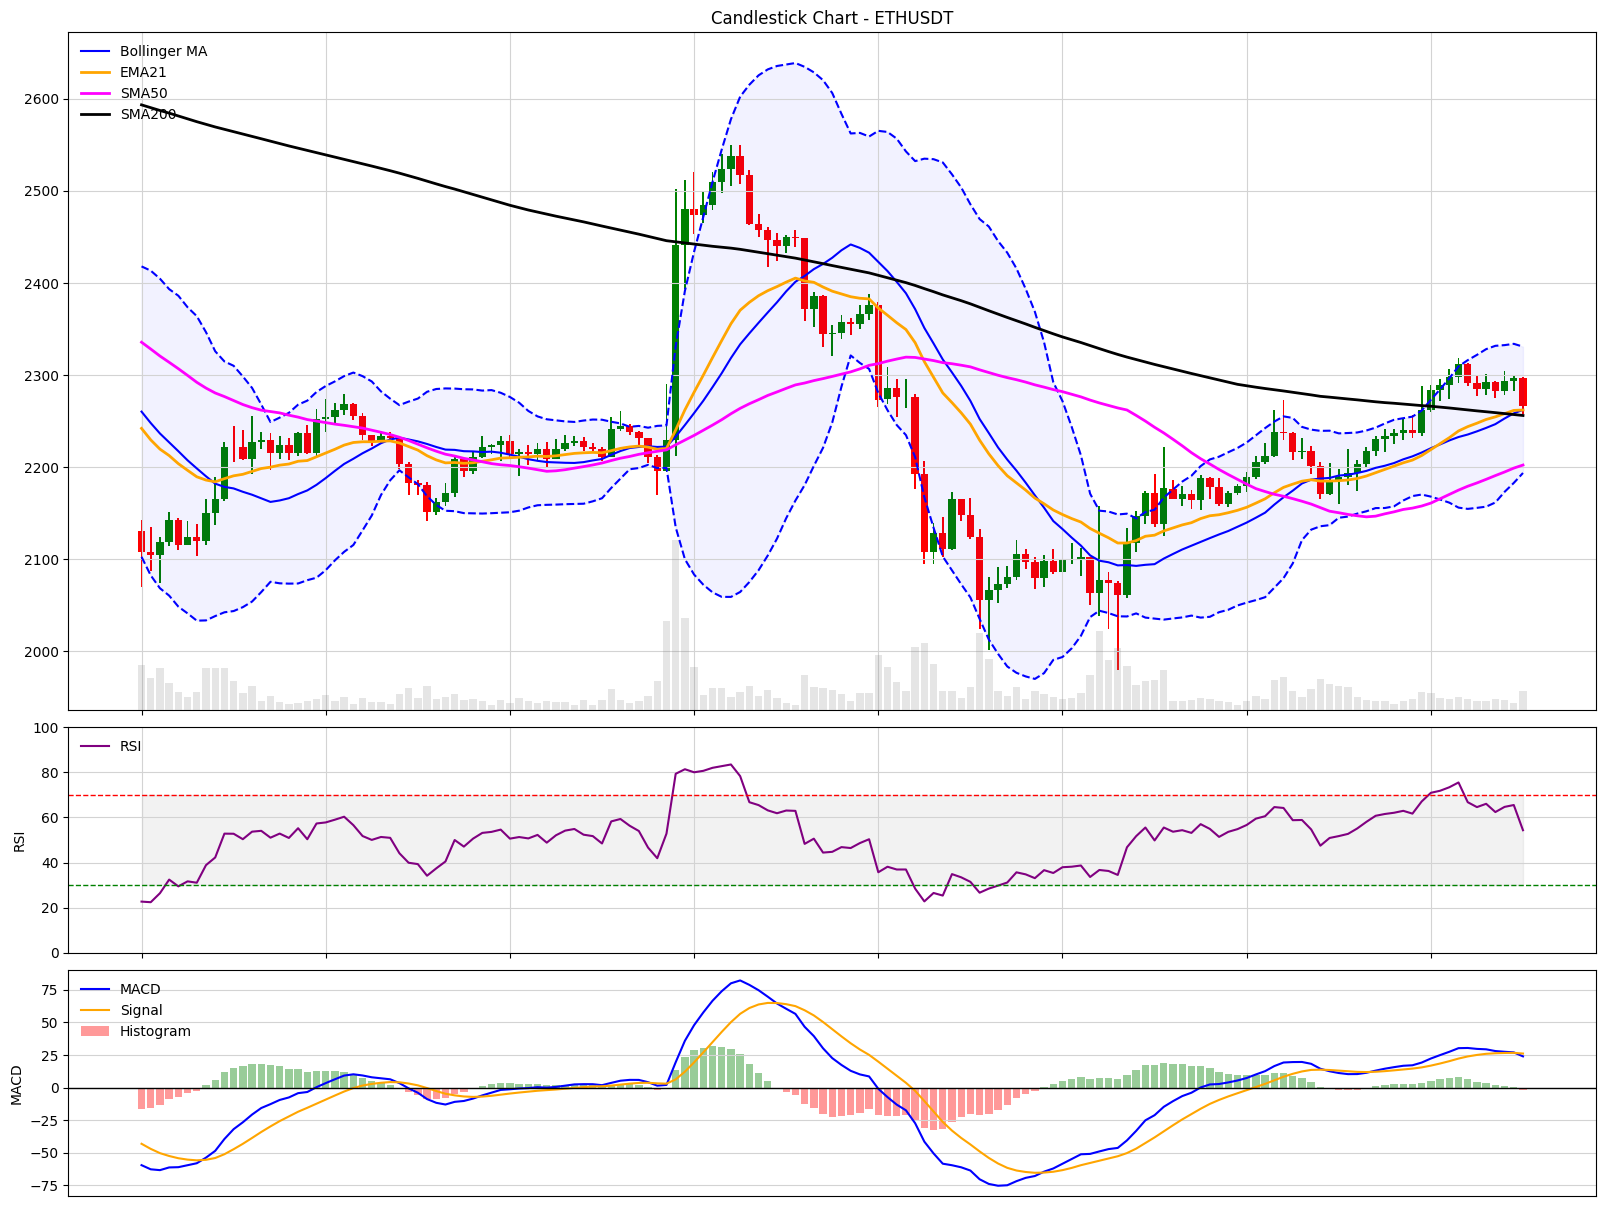 Candlestick Chart - ETHUSDT
Bollinger MA
EMA21
SMA50
SMA200
2600
2500
2400
2300
2200
2100
2000
RSI
100
80
60
40
20
0
RSI
MACD
Signal
Histogram
75
50
25
0
−25
−50
−75
MACD